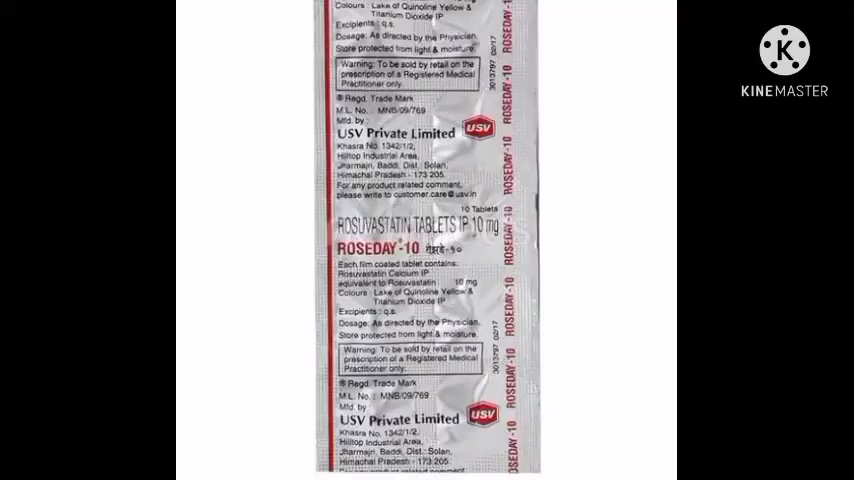 Colours : Lake of Quinoline Yellow &
Titanium Dioxide IP
Excipients : q.s.
Dosage: As directed by the Physician.
Store protected from light & moisture.
Warning: To be sold by retail on the
prescription of a Registered Medical
Practitioner only.
® Regd. Trade Mark
M.L. No. : MNB/09/769
Mfd. by :
USV Private Limited
USV
Khasra No. 1342/1/2,
Hilltop Industrial Area,
Jharmajri, Baddi, Dist. Solan,
Himachal Pradesh - 173 205.
For any product related comment,
please write to customer.care@usv.in
10 Tablets
ROSUVASTATIN TABLETS IP 10 mg
ROSEDAY®-10 रोज़डे-१०
Each film coated tablet contains:
Rosuvastatin Calcium IP
equivalent to Rosuvastatin 10 mg
Colours : Lake of Quinoline Yellow &
Titanium Dioxide IP
Excipients : q.s.
Dosage: As directed by the Physician.
Store protected from light & moisture.
Warning: To be sold by retail on the
prescription of a Registered Medical
Practitioner only.
® Regd. Trade Mark
M.L. No. : MNB/09/769
Mfd. by
USV Private Limited
USV
Khasra No. 1342/1/2,
Hilltop Industrial Area,
Jharmajri, Baddi, Dist. Solan,
Himachal Pradesh - 173 205.
3013797 02/17
3013797 02/17
ROSEDAY-10
ROSEDAY-10
ROSEDAY-10
ROSEDAY-10
ROSEDAY-10
ROSEDAY-10
K
KINEMASTER